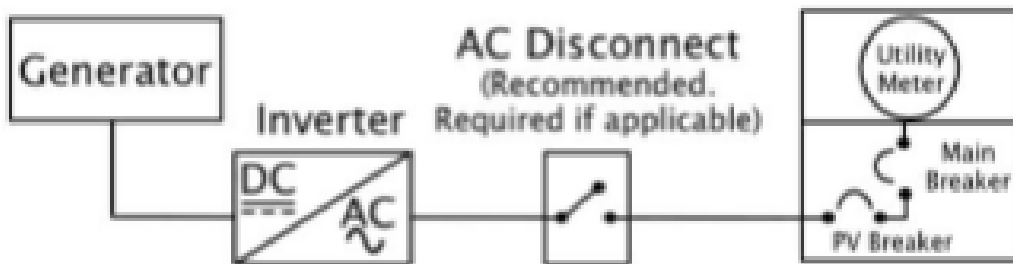 Generator
Inverter
DC
AC
AC Disconnect
(Recommended.
Required if applicable)
Utility
Meter
Main
Breaker
PV Breaker